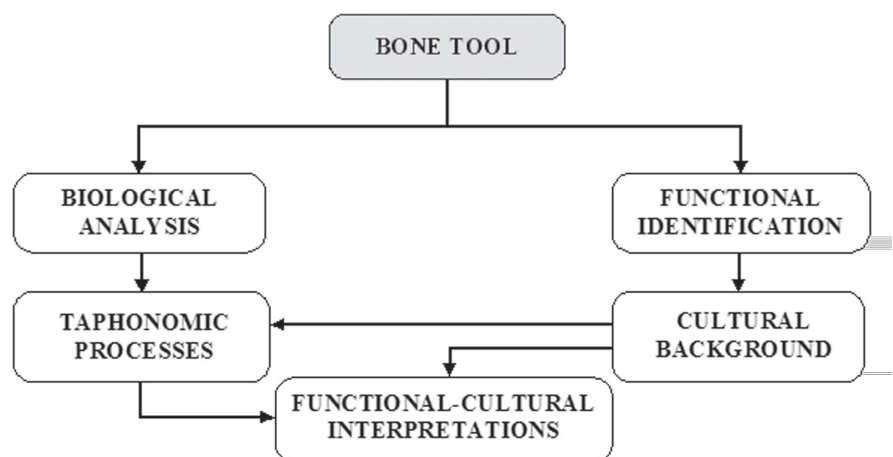 BONE TOOL
BIOLOGICAL
ANALYSIS
FUNCTIONAL
IDENTIFICATION
TAPHONOMIC
PROCESSES
CULTURAL
BACKGROUND
FUNCTIONAL-CULTURAL
INTERPRETATIONS